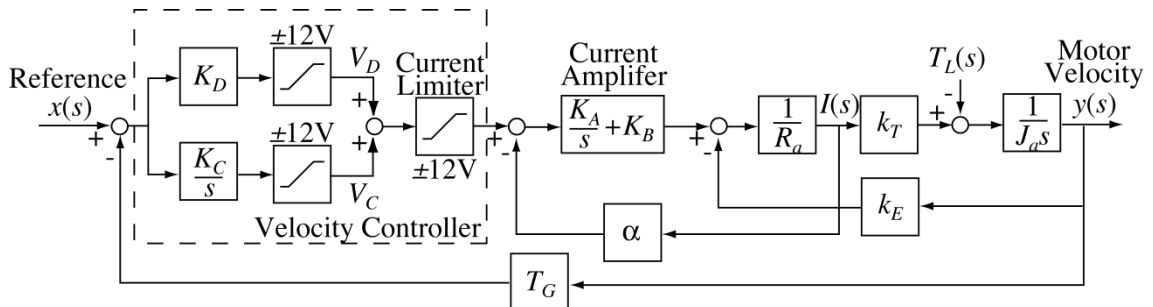 Reference
x(s)
+
-
K_D
±12V
V_D
K_C
s
±12V
V_C
+
+
Current
Limiter
±12V
Velocity Controller
+
-
Current
Amplifer
K_A
s
+K_B
+
-
1
R_a
I(s)
k_T
T_L(s)
-
+
1
J_a s
Motor
Velocity
y(s)
k_E
α
T_G